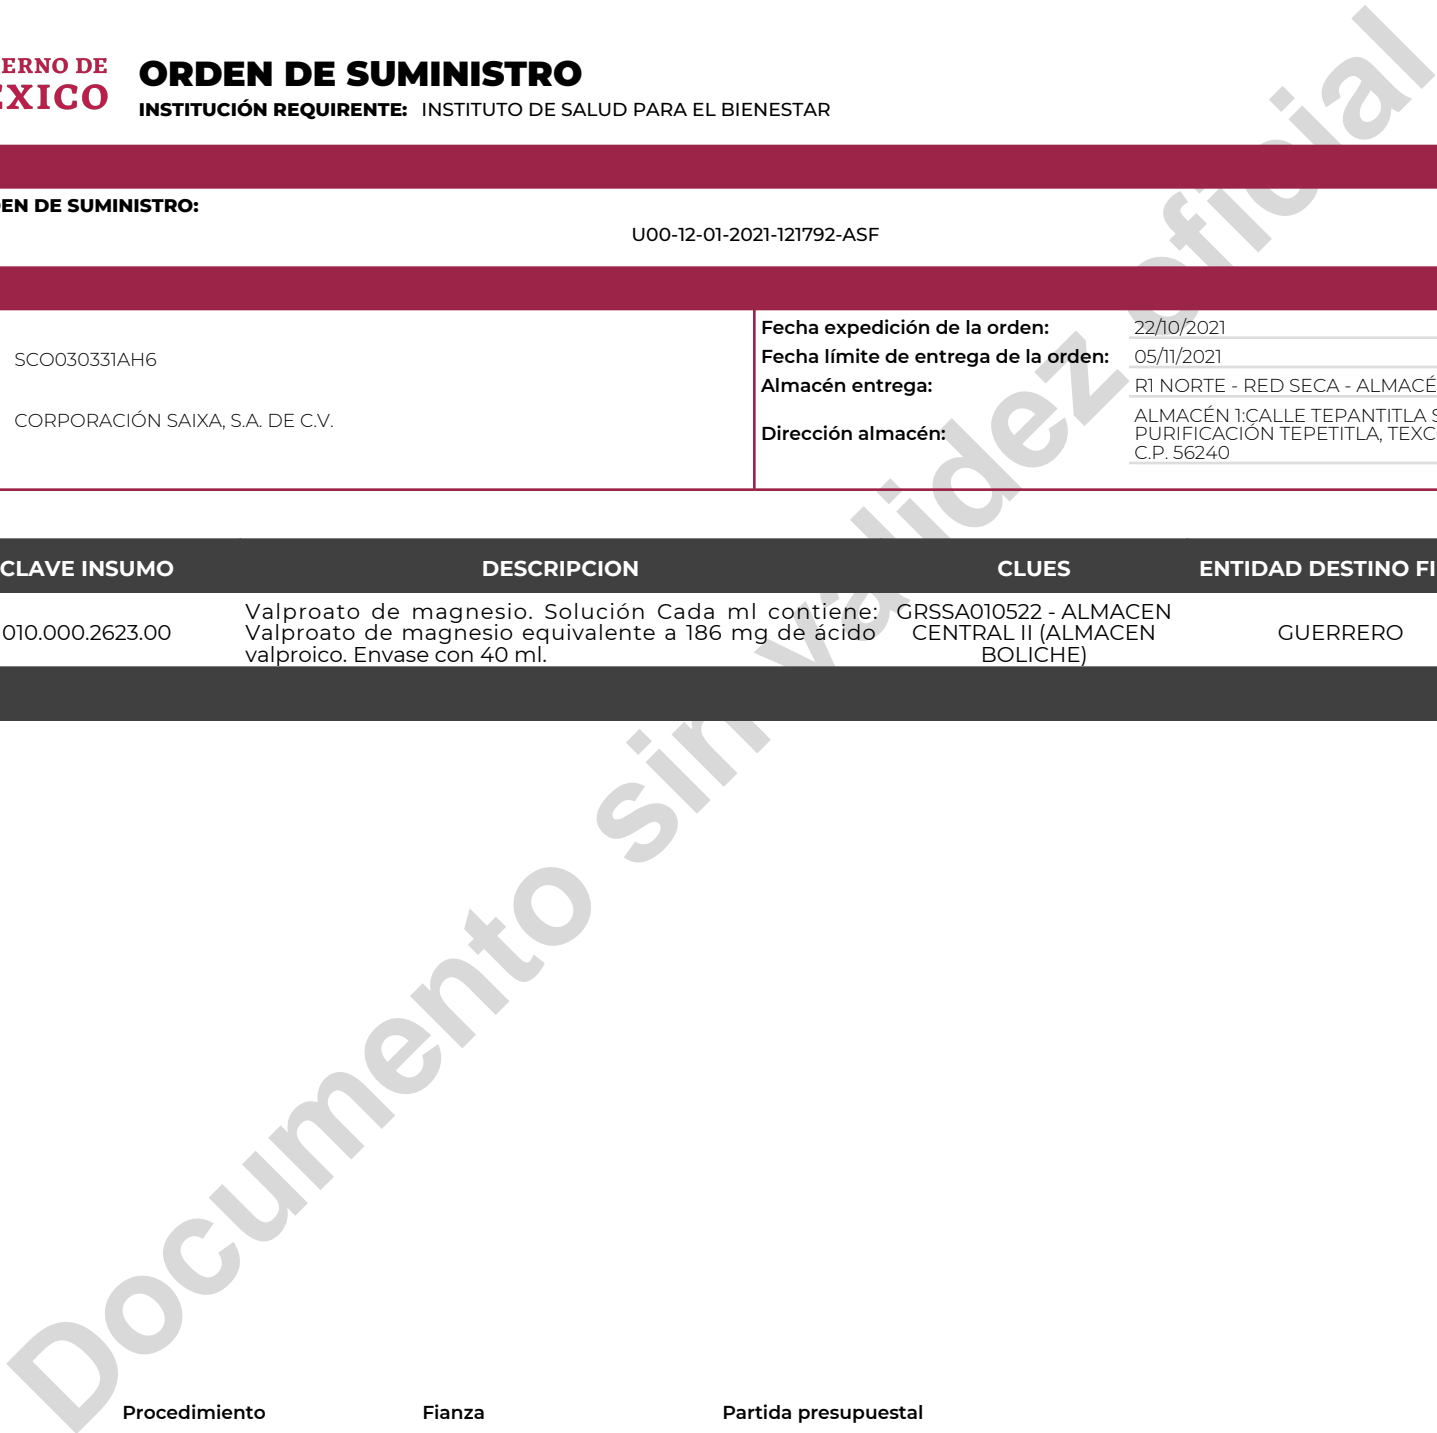 ERNO DE
EXICO
ORDEN DE SUMINISTRO
INSTITUCIÓN REQUIRENTE: INSTITUTO DE SALUD PARA EL BIENESTAR
EN DE SUMINISTRO:
U00-12-01-2021-121792-ASF
SCO030331AH6
CORPORACIÓN SAIXA, S.A. DE C.V.
Fecha expedición de la orden: 22/10/2021
Fecha límite de entrega de la orden: 05/11/2021
Almacén entrega: R1 NORTE - RED SECA - ALMACÉ
Dirección almacén: ALMACÉN 1:CALLE TEPANTITLA S
PURIFICACIÓN TEPETITLA, TEXC
C.P. 56240
CLAVE INSUMO DESCRIPCION CLUES ENTIDAD DESTINO FI
010.000.2623.00
Valproato de magnesio. Solución Cada ml contiene:
Valproato de magnesio equivalente a 186 mg de ácido
valproico. Envase con 40 ml.
GRSSA010522 - ALMACEN
CENTRAL II (ALMACEN
BOLICHE)
GUERRERO
Documento sin validez oficial
Procedimiento Fianza Partida presupuestal